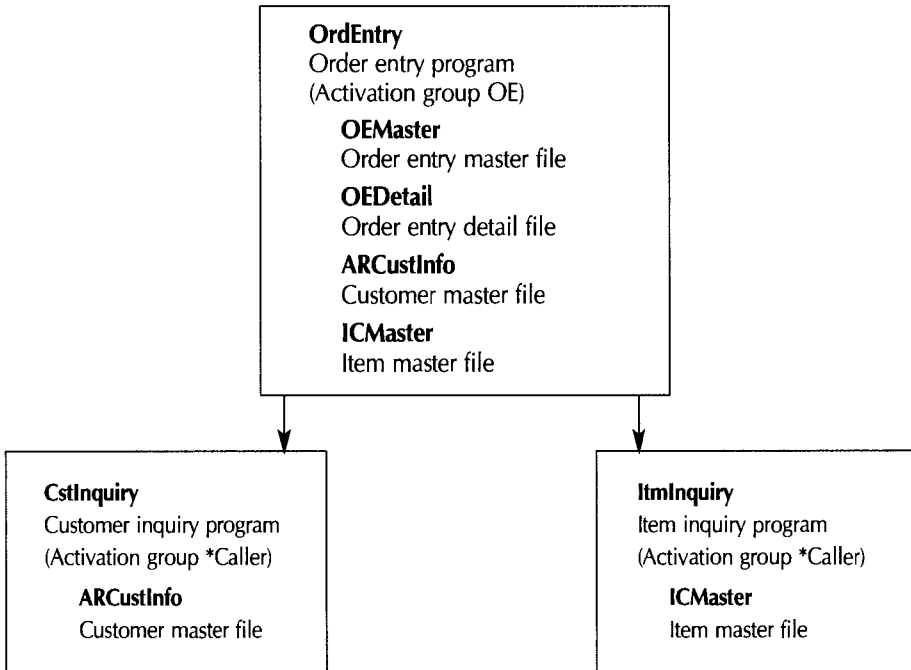 OrdEntry
Order entry program
(Activation group OE)
OEMaster
Order entry master file
OEDetail
Order entry detail file
ARCustInfo
Customer master file
ICMaster
Item master file
CstInquiry
Customer inquiry program
(Activation group *Caller)
ARCustInfo
Customer master file
ItmInquiry
Item inquiry program
(Activation group *Caller)
ICMaster
Item master file